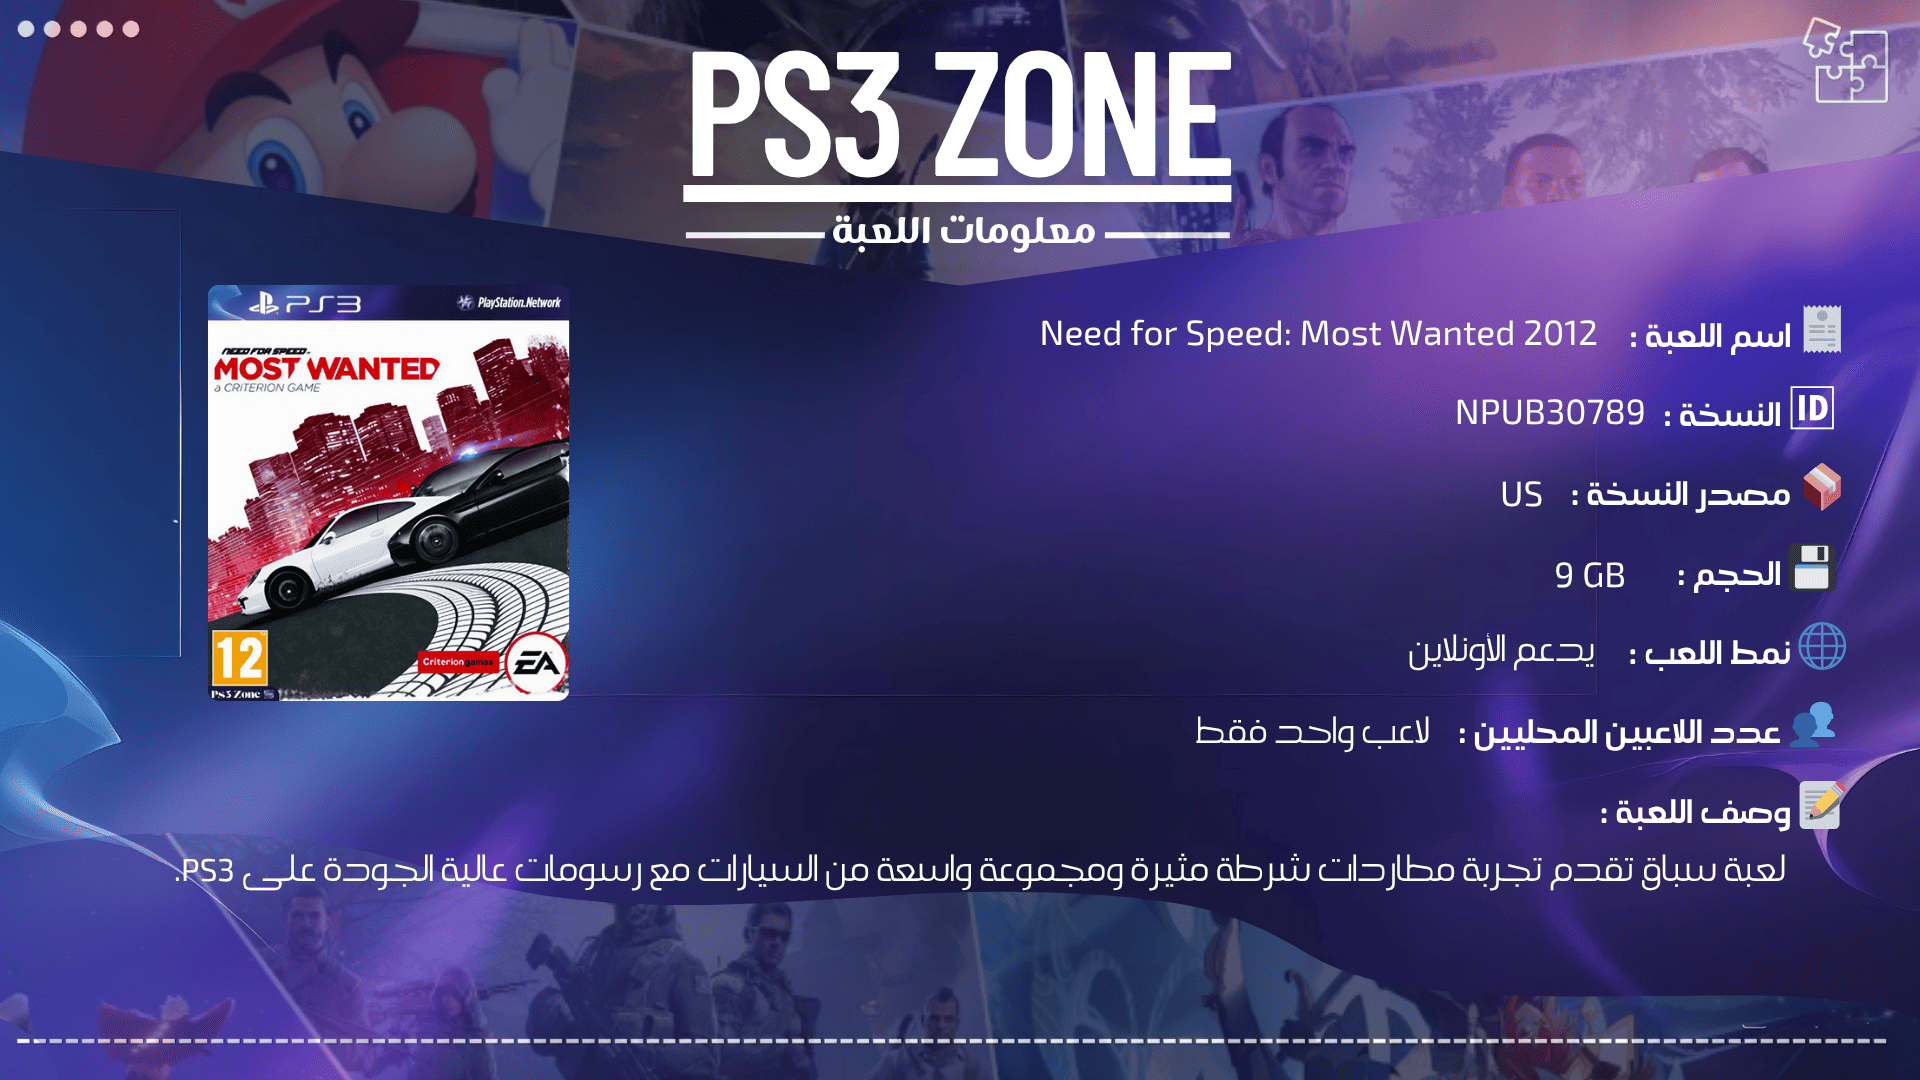 PS3 ZONE
معلومات اللعبة
PS3 PlayStation.Network
NEED FOR SPEED
MOST WANTED
a CRITERION GAME
12
Criterion games
EA
Ps3 Zone
اسم اللعبة : Need for Speed: Most Wanted 2012
ID النسخة : NPUB30789
مصدر النسخة : US
الحجم : 9 GB
نمط اللعب : يدعم الأونلاين
عدد اللاعبين المحليين : لاعب واحد فقط
وصف اللعبة :
لعبة سباق تقدم تجربة مطاردات شرطة مثيرة ومجموعة واسعة من السيارات مع رسومات عالية الجودة على PS3.